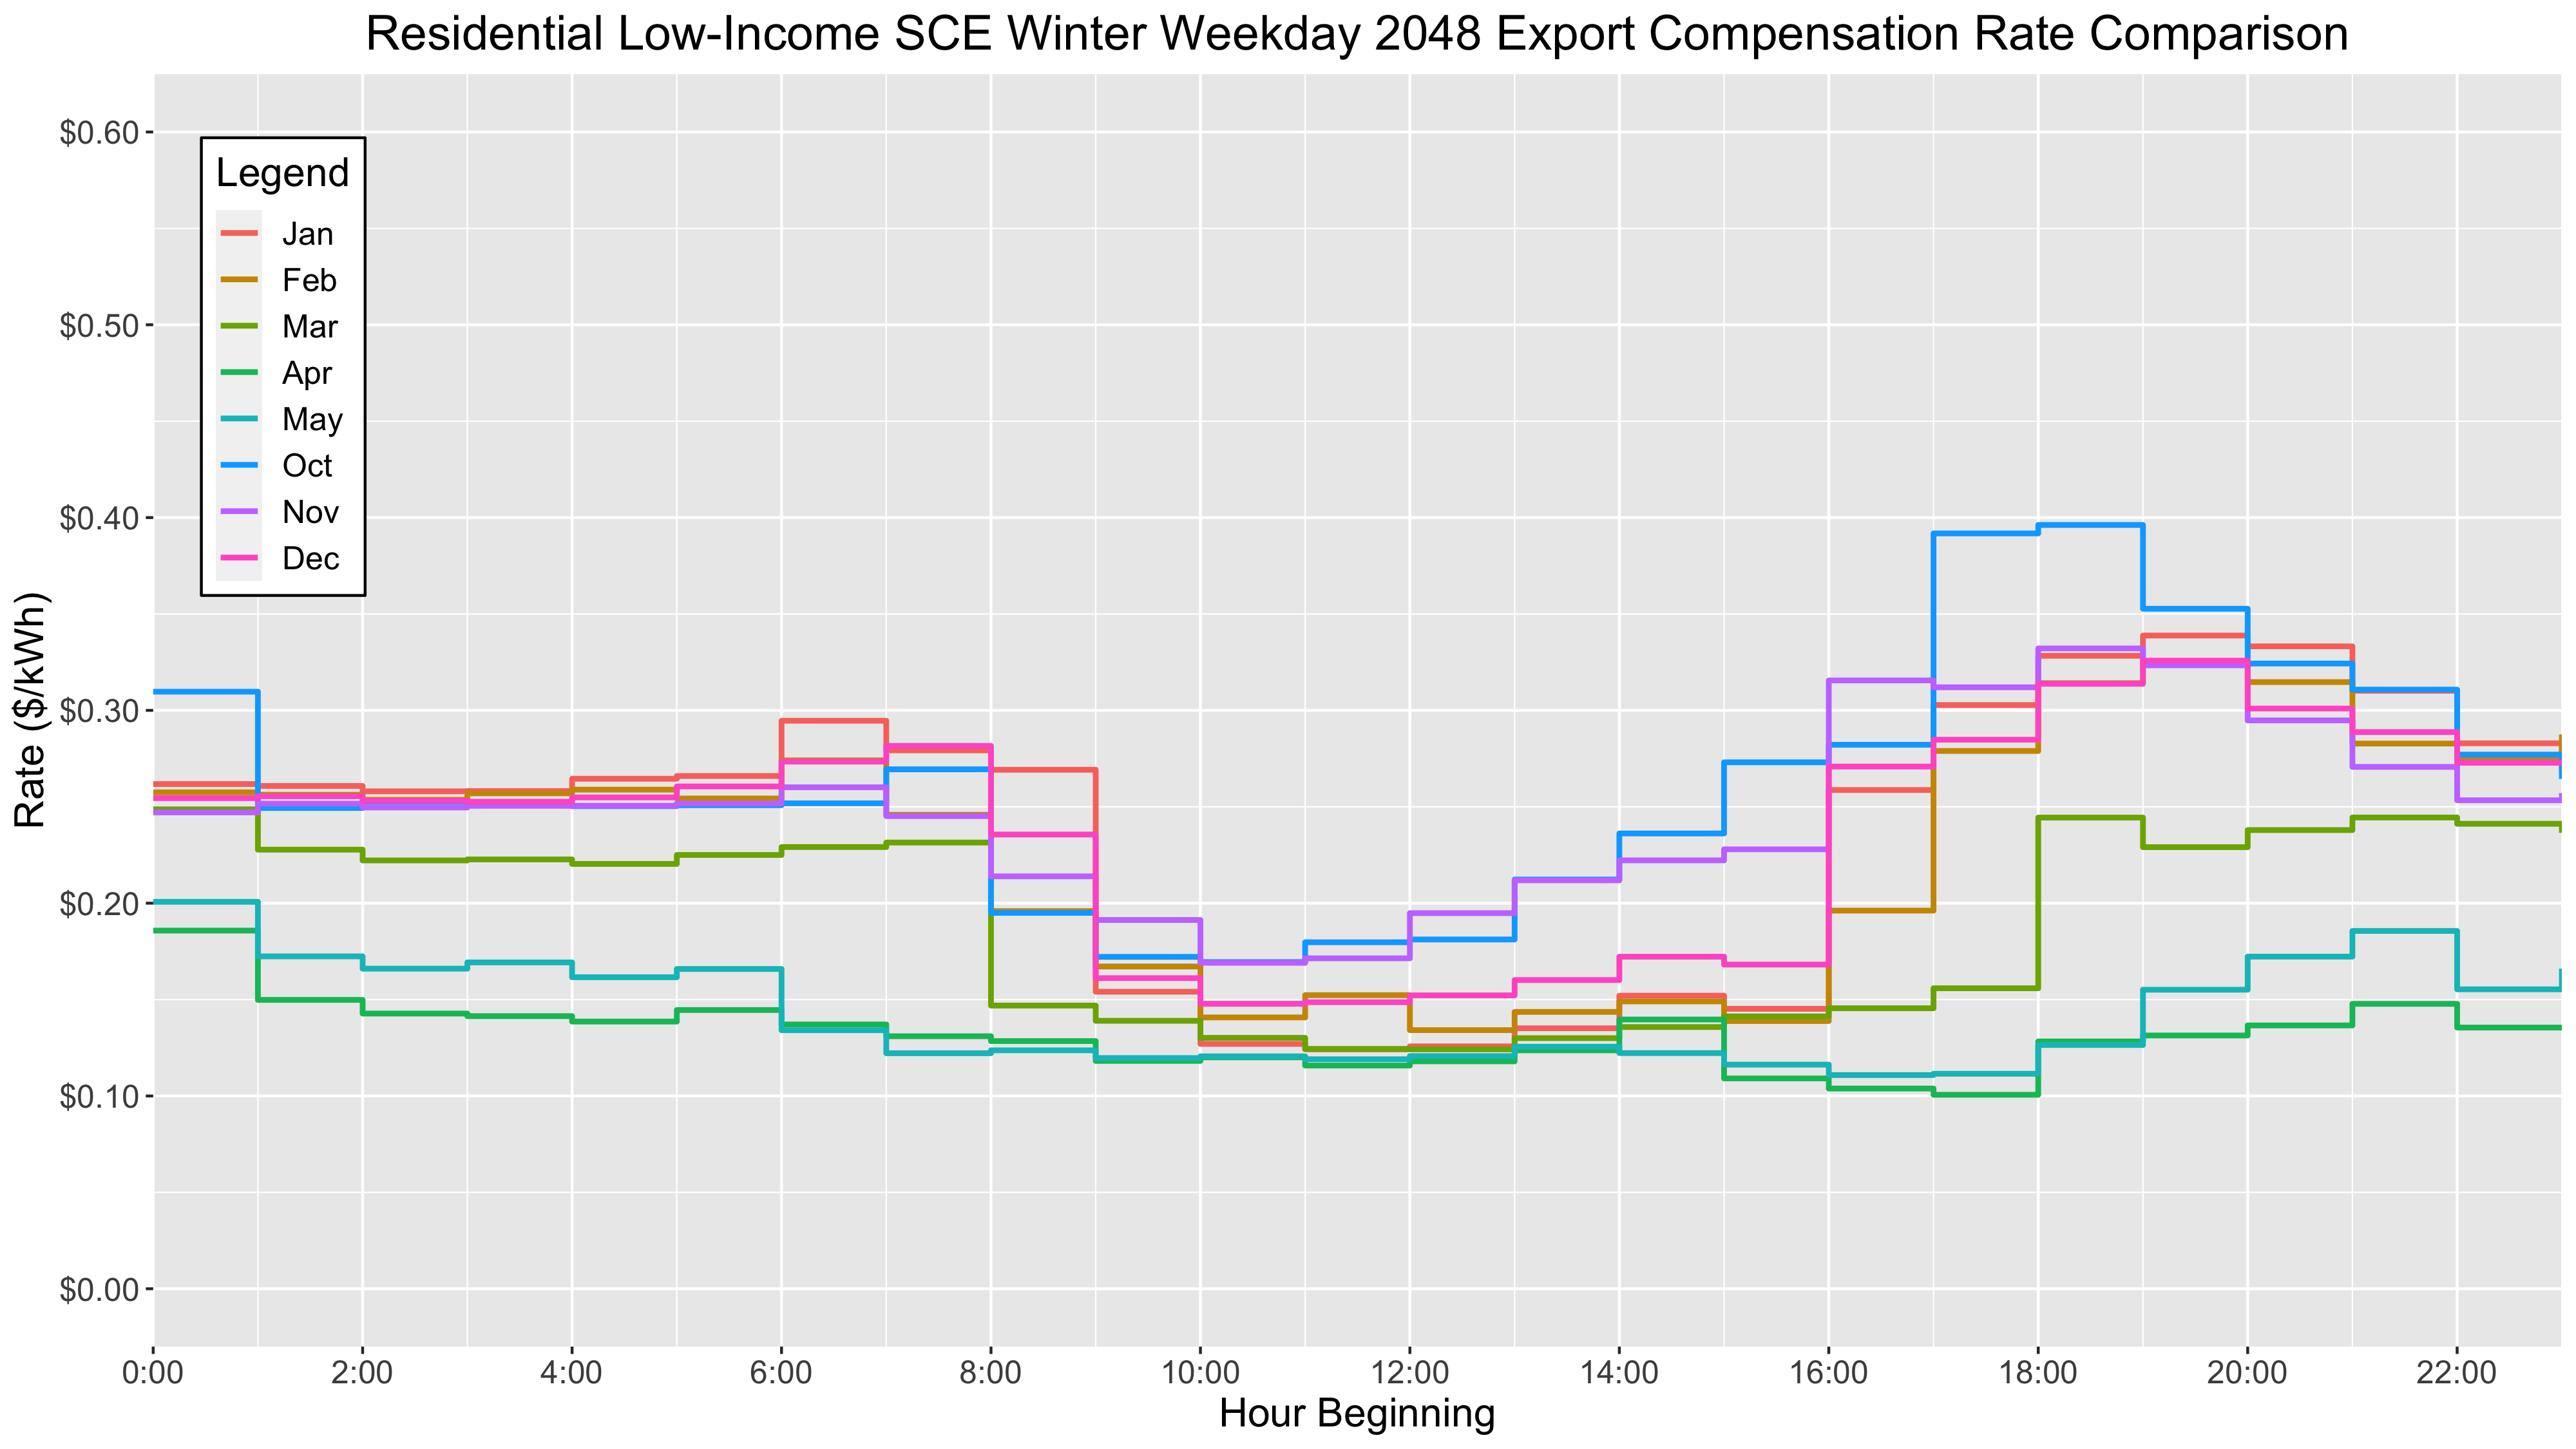 Residential Low-Income SCE Winter Weekday 2048 Export Compensation Rate Comparison
Rate ($/kWh)
$0.60
$0.50
$0.40
$0.30
$0.20
$0.10
$0.00
Legend
Jan
Feb
Mar
Apr
May
Oct
Nov
Dec
0:00 2:00 4:00 6:00 8:00 10:00 12:00 14:00 16:00 18:00 20:00 22:00
Hour Beginning